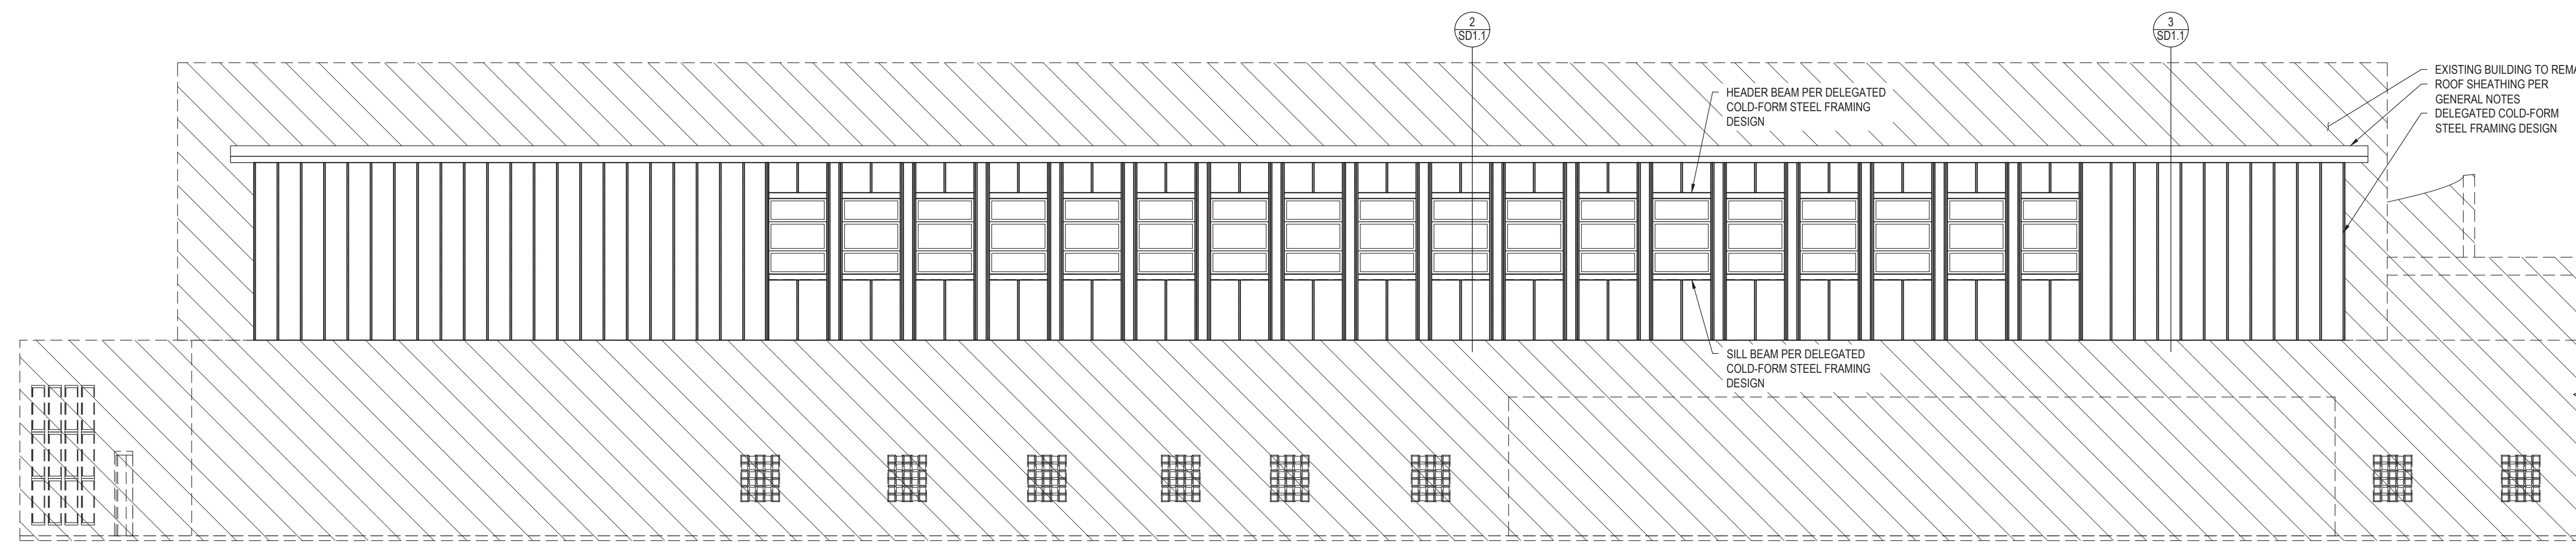 2
SD1.1
3
SD1.1
EXISTING BUILDING TO
ROOF SHEATHING PER
GENERAL NOTES
DELEGATED COLD-FORM
STEEL FRAMING DESIGN
HEADER BEAM PER DELEGATED
COLD-FORM STEEL FRAMING
DESIGN
SILL BEAM PER DELEGATED
COLD-FORM STEEL FRAMING
DESIGN